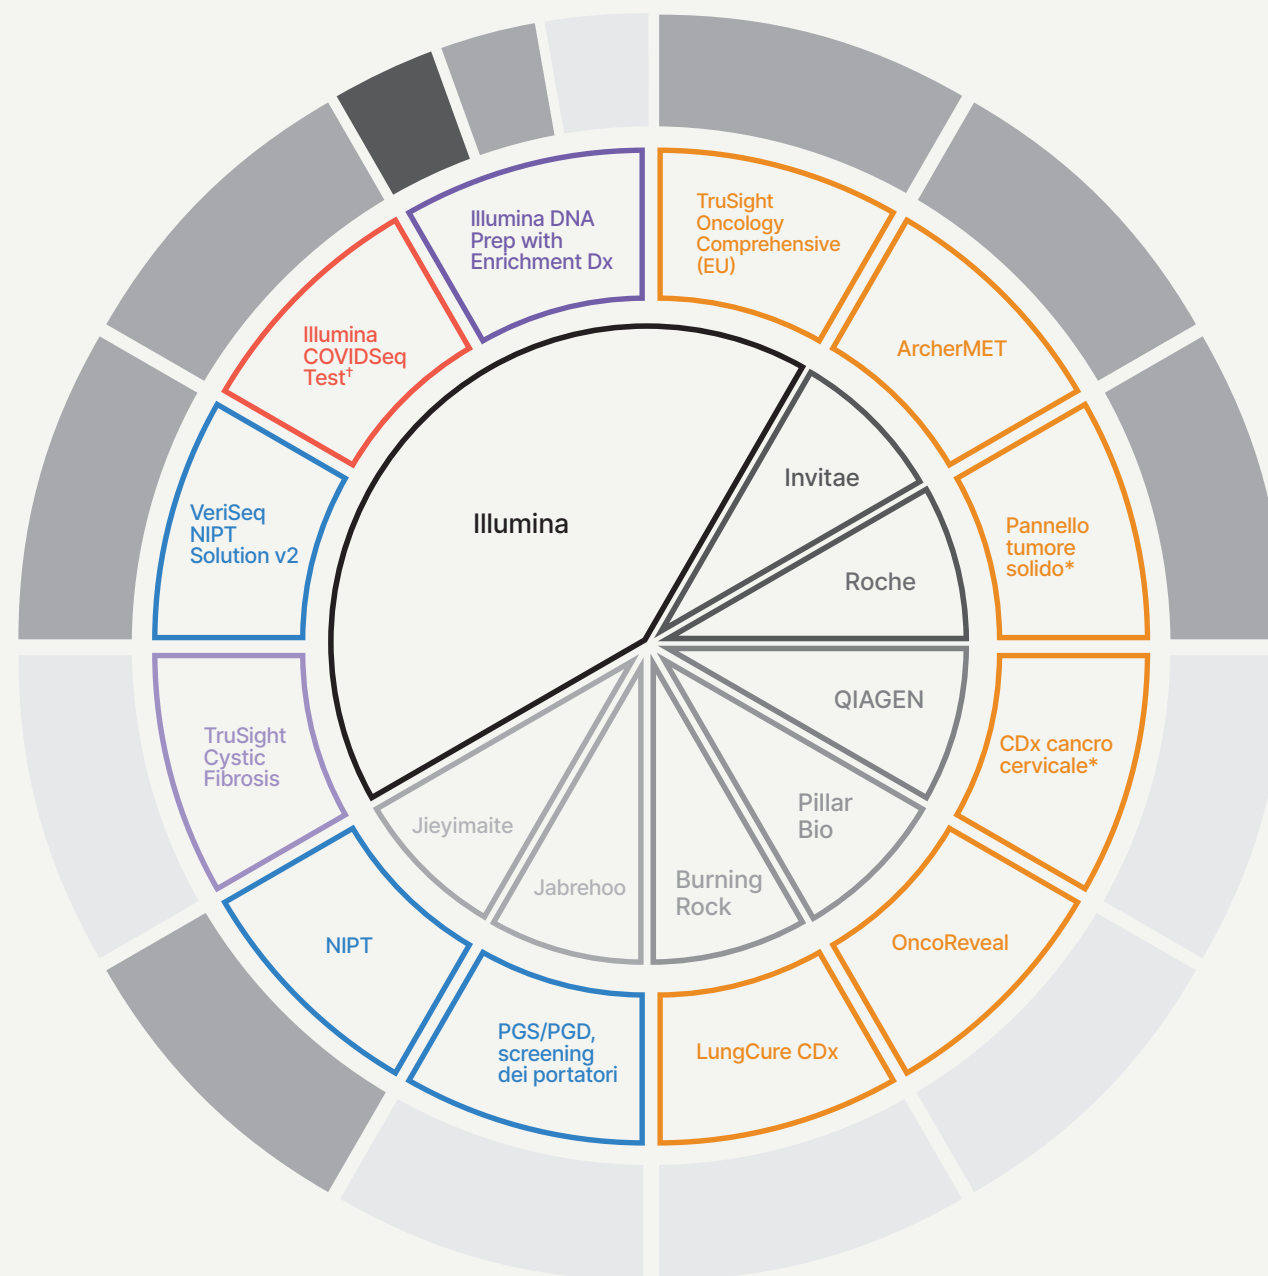 Illumina DNA
Prep with
Enrichment Dx
TruSight
Oncology
Comprehensive
(EU)
Illumina
COVIDSeq
Test†
ArcherMET
VeriSeq
NIPT
Solution v2
Illumina
Invitae
Roche
Pannello
tumore
solido*
TruSight
Cystic
Fibrosis
QIAGEN
CDx cancro
cervicale*
Jieyimaite
Jabrehoo
Burning
Rock
Pillar
Bio
NIPT
OncoReveal
PGS/PGD,
screening
dei portatori
LungCure CDx